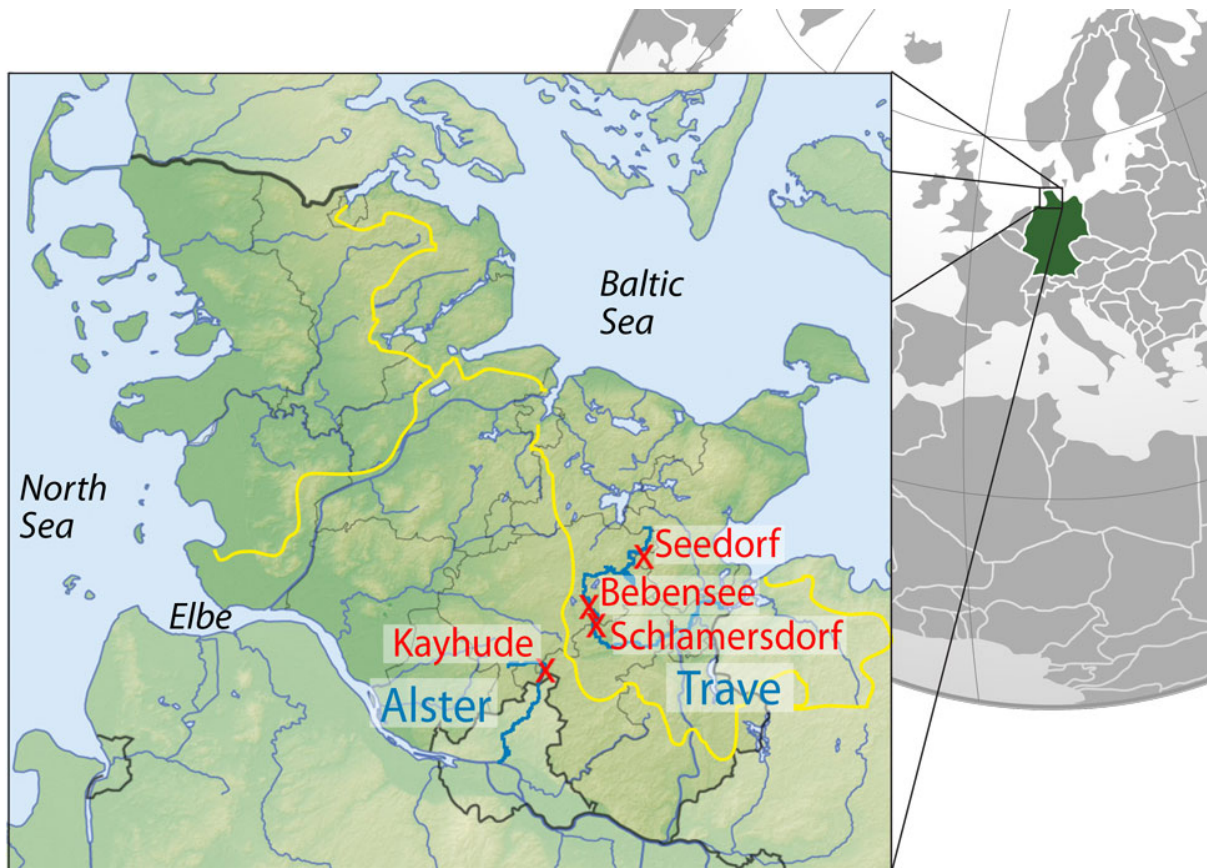 Baltic
Sea
North
Sea
Seedorf
Bebensee
Elbe
Schlamersdorf
Kayhude
Trave
Alster